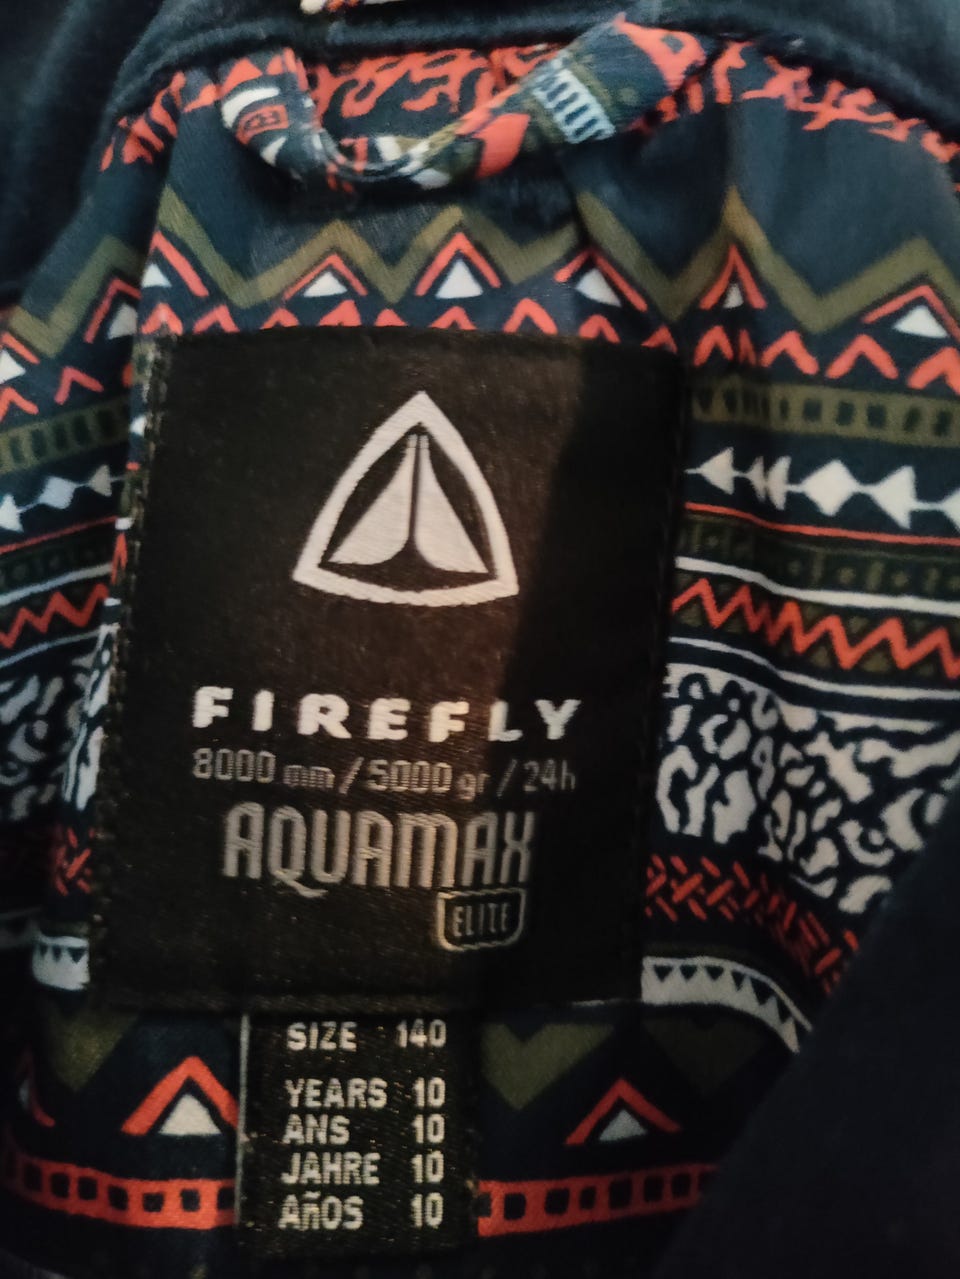 FIREFLY
8000 mm / 5000 gr / 24h
AQUAMAX
ELITE
SIZE 140
YEARS 10
ANS 10
JAHRE 10
AÑOS 10